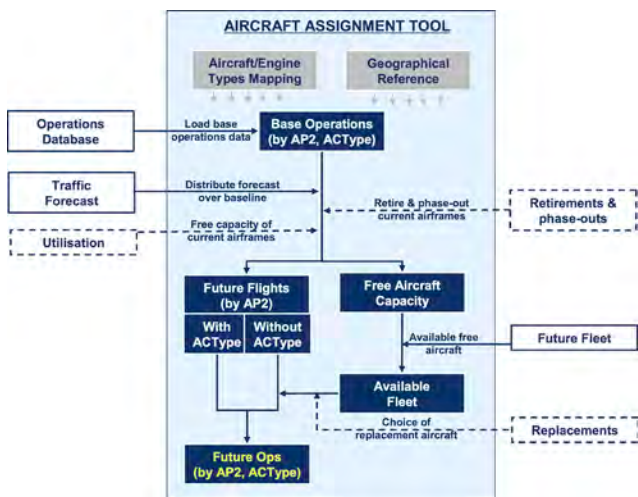 AIRCRAFT ASSIGNMENT TOOL
Aircraft/Engine
Types Mapping
Geographical
Reference
Operations
Database
Load base
operations data
Base Operations
(by AP2, ACType)
Traffic
Forecast
Distribute forecast
over baseline
Retire & phase-out
current airframes
Retirements &
phase-outs
Utilisation
Free capacity of
current airframes
Future Flights
(by AP2)
Free Aircraft
Capacity
With
ACType
Without
ACType
Available free
aircraft
Future Fleet
Available
Fleet
Choice of
replacement aircraft
Replacements
Future Ops
(by AP2, ACType)